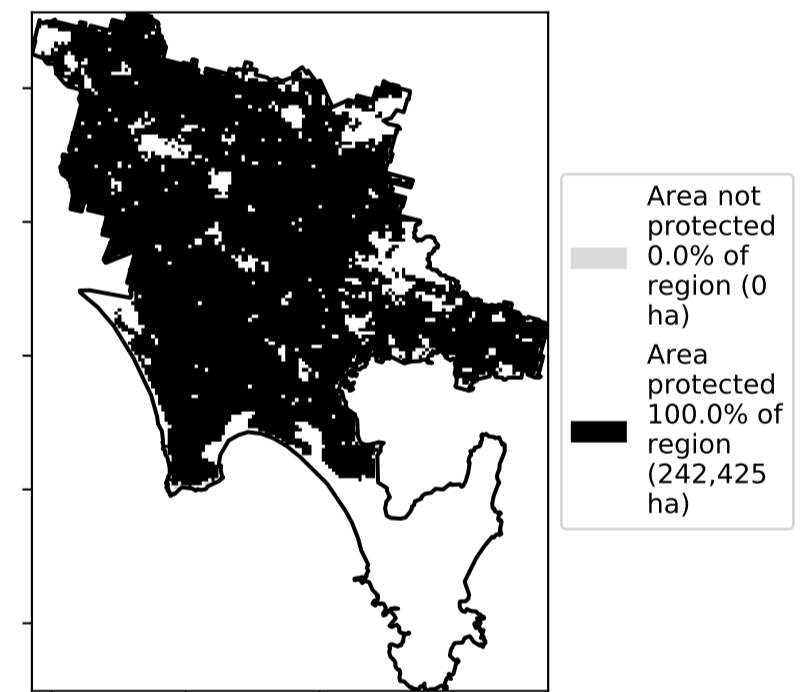 Area not
protected
0.0% of
region (0
ha)
Area
protected
100.0% of
region
(242,425
ha)